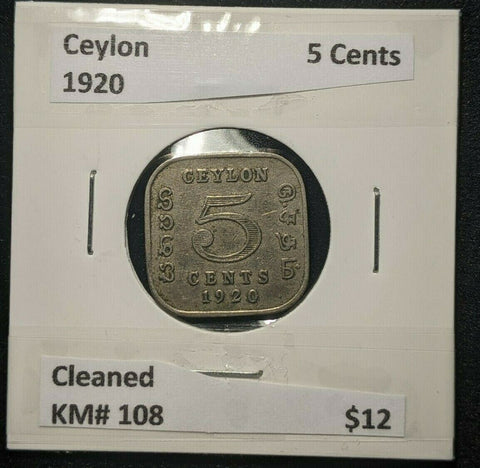 Ceylon 5 Cents
1920
CEYLON
5
CENTS
1920
Cleaned
KM# 108 $12